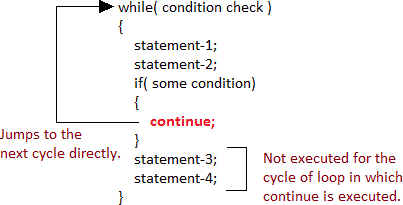 while( condition check )
{
statement-1;
statement-2;
if( some condition)
{
continue;
}
Jumps to the
next cycle directly.
statement-3;
statement-4;
}
Not executed for the
cycle of loop in which
continue is executed.